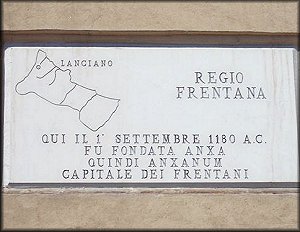 LANCIANO
REGIO
FRENTANA
QUI IL 1° SETTEMBRE 1180 A.C.
FU FONDATA ANXA
QUINDI ANXANUM
CAPITALE DEI FRENTANI